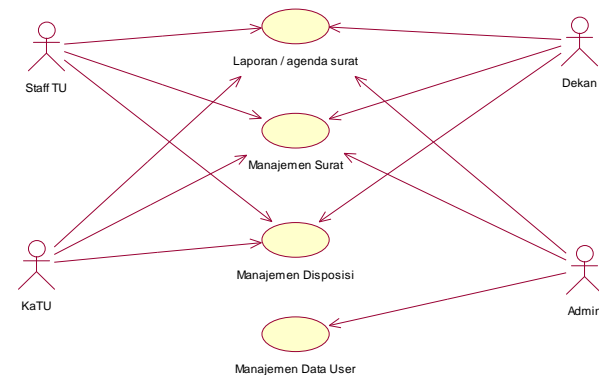 Laporan / agenda surat
Staff TU
Dekan
Manajemen Surat
Manajemen Disposisi
KaTU
Admin
Manajemen Data User